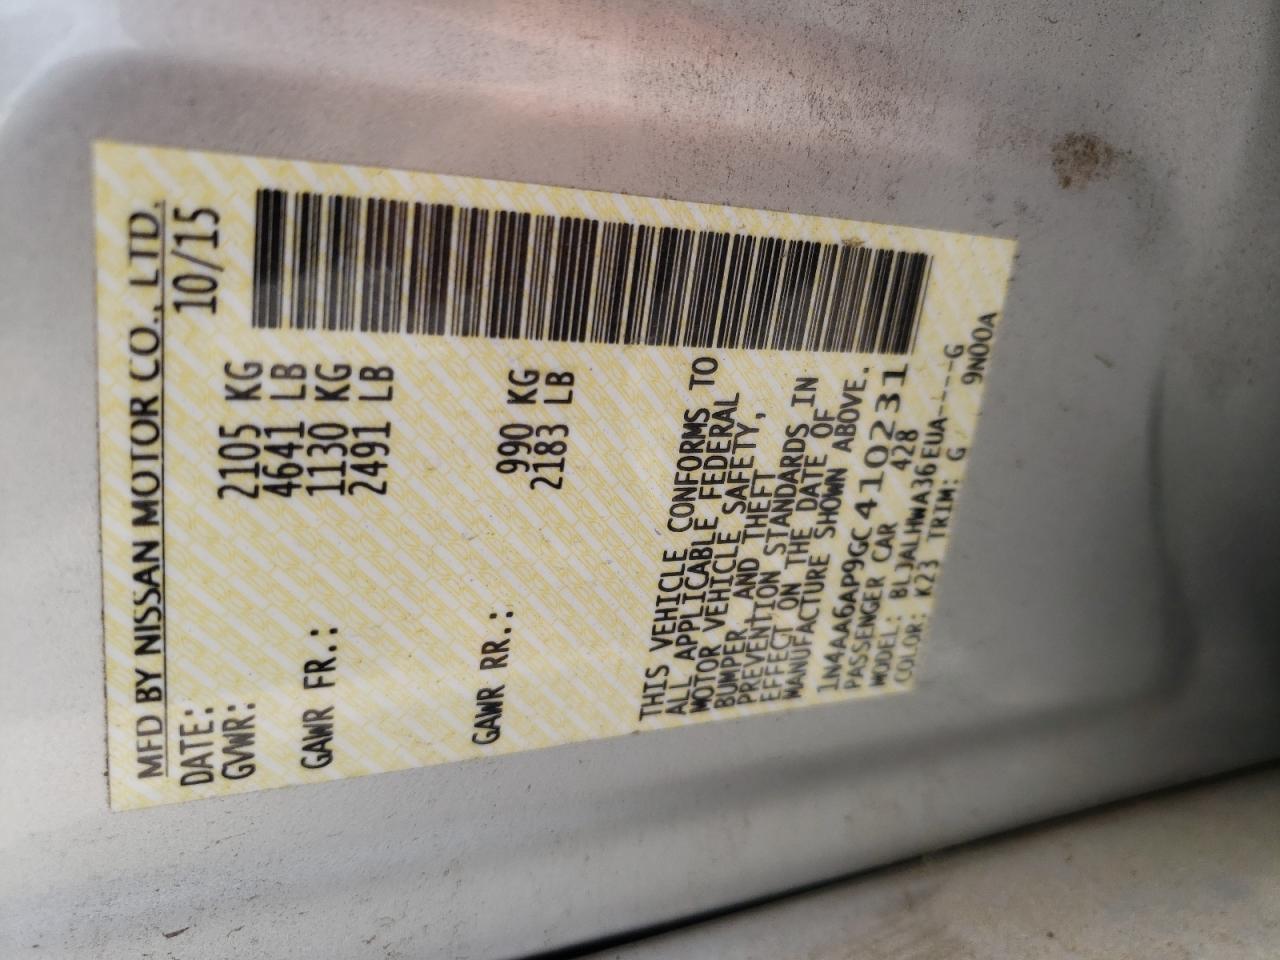 MFD BY NISSAN MOTOR CO., LTD.
DATE: 10/15
GVWR: 2105 KG
4641 LB
GAWR FR.: 1130 KG
2491 LB
GAWR RR.: 990 KG
2183 LB
THIS VEHICLE CONFORMS TO
ALL APPLICABLE FEDERAL
MOTOR VEHICLE SAFETY,
BUMPER AND THEFT
PREVENTION STANDARDS IN
EFFECT ON THE DATE OF
MANUFACTURE SHOWN ABOVE.
1N4AA6AP9GC410231
PASSENGER CAR 428
MODEL: BLJALHWA36EUA-----G
COLOR: K23 TRIM: G 9N00A